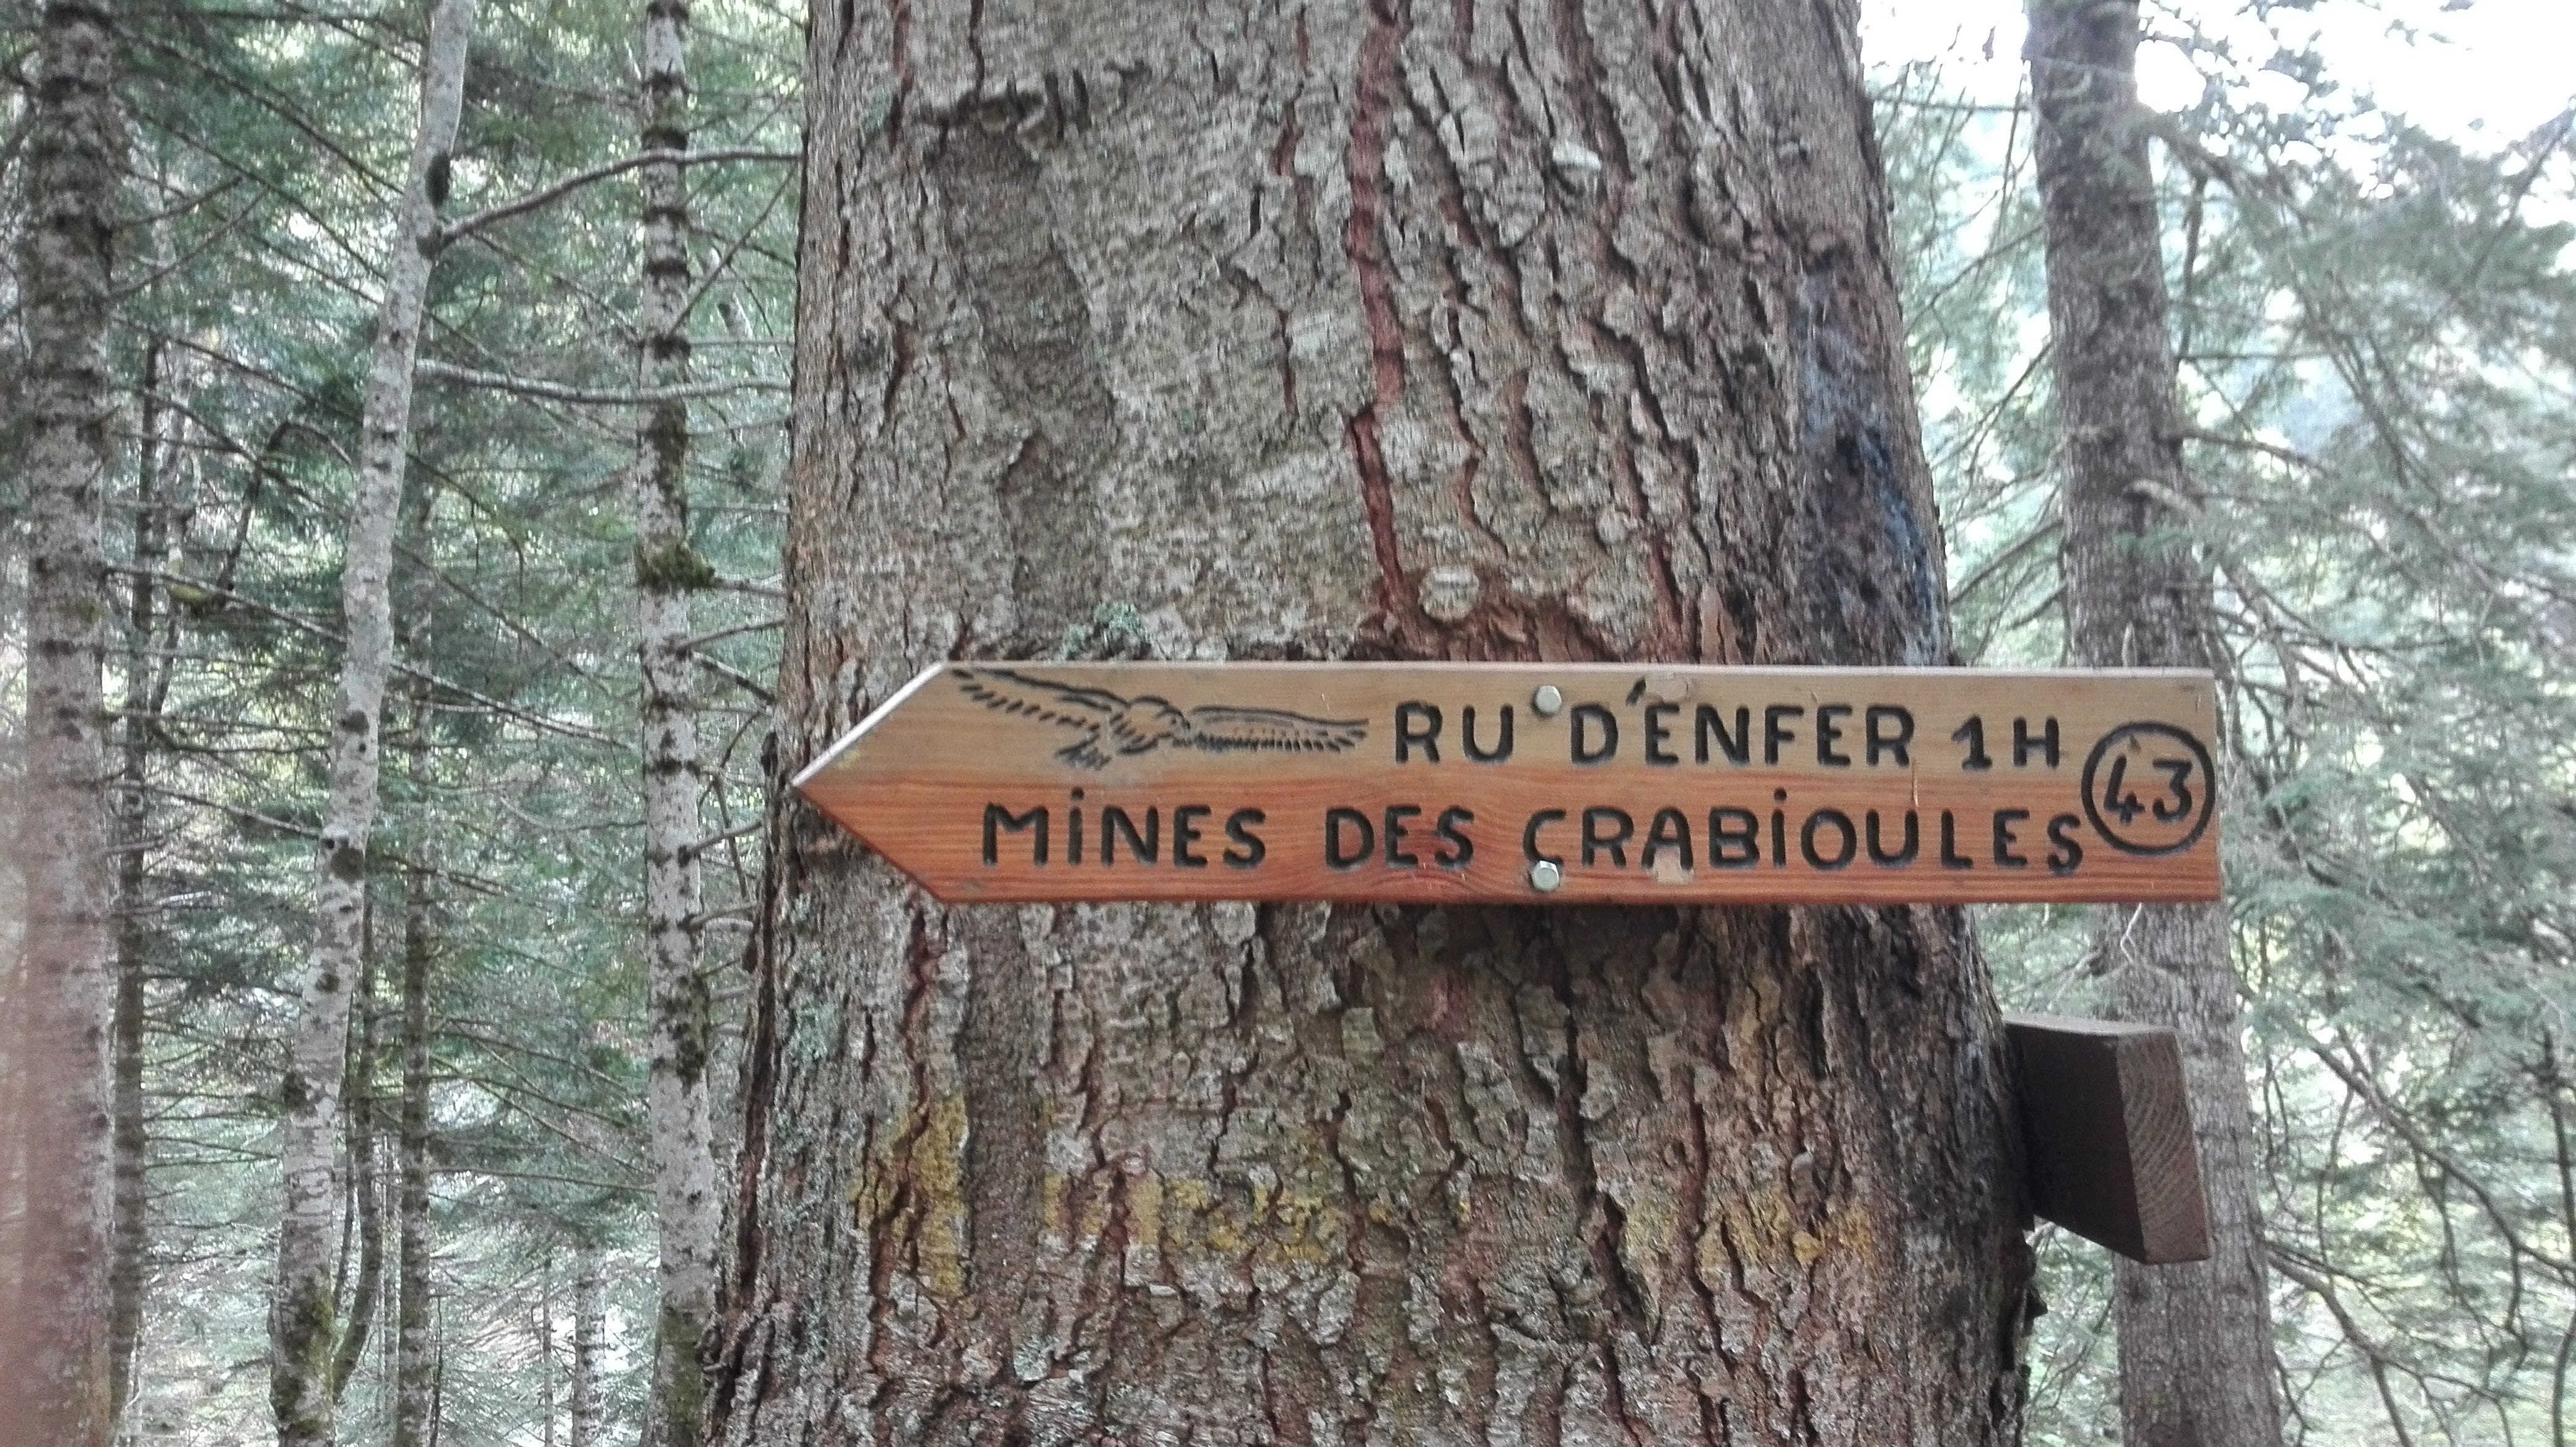 RU D'ENFER 1H
MINES DES CRABIOULES
43